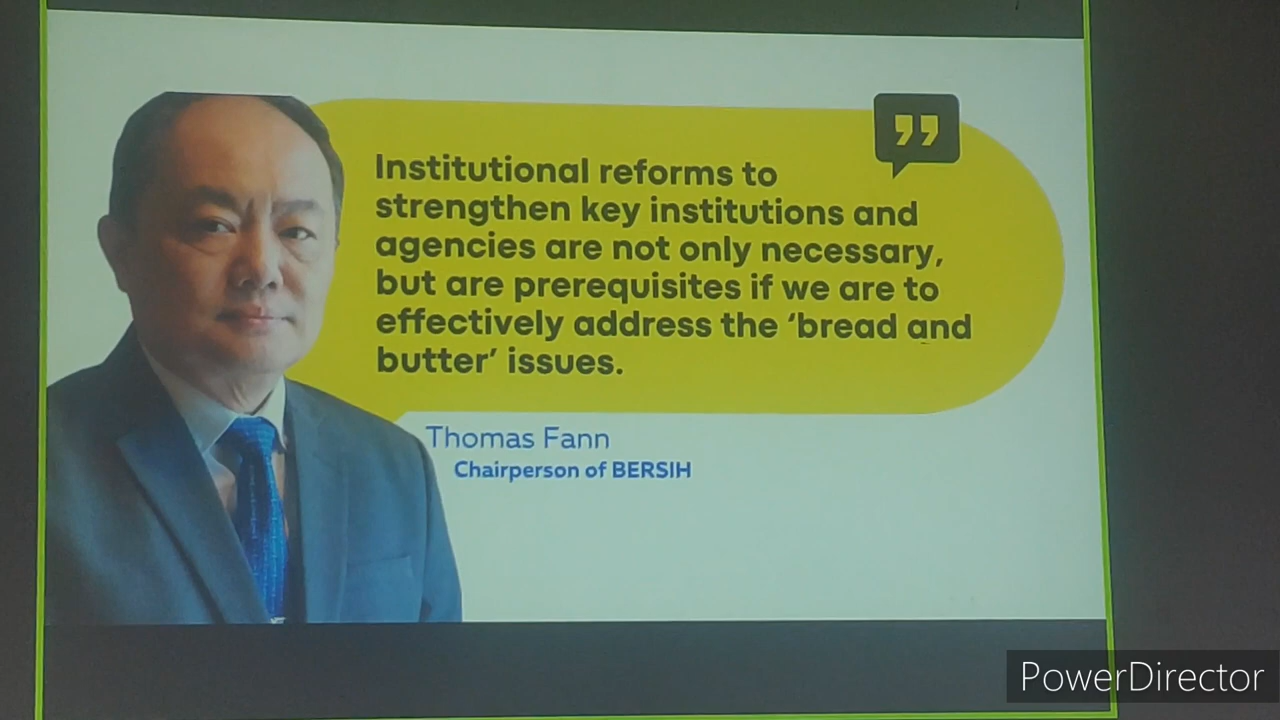 Institutional reforms to
strengthen key institutions and
agencies are not only necessary,
but are prerequisites if we are to
effectively address the ‘bread and
butter’ issues.
Thomas Fann
Chairperson of BERSIH
PowerDirector